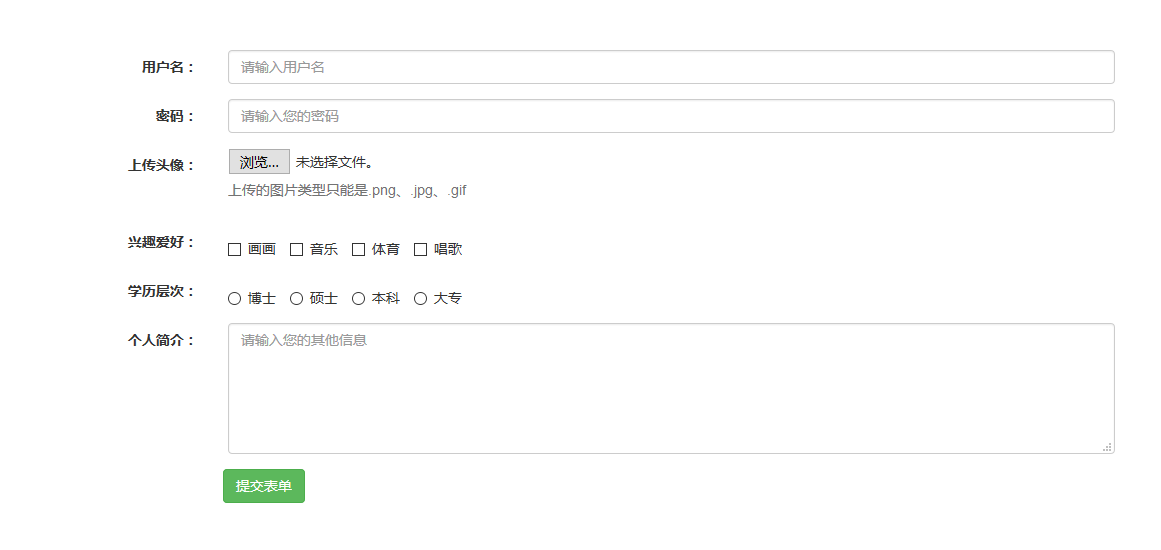 用户名： 请输入用户名
密码： 请输入您的密码
上传头像： 浏览... 未选择文件。
上传的图片类型只能是.png、.jpg、.gif
兴趣爱好： 画画 音乐 体育 唱歌
学历层次： 博士 硕士 本科 大专
个人简介： 请输入您的其他信息
提交表单